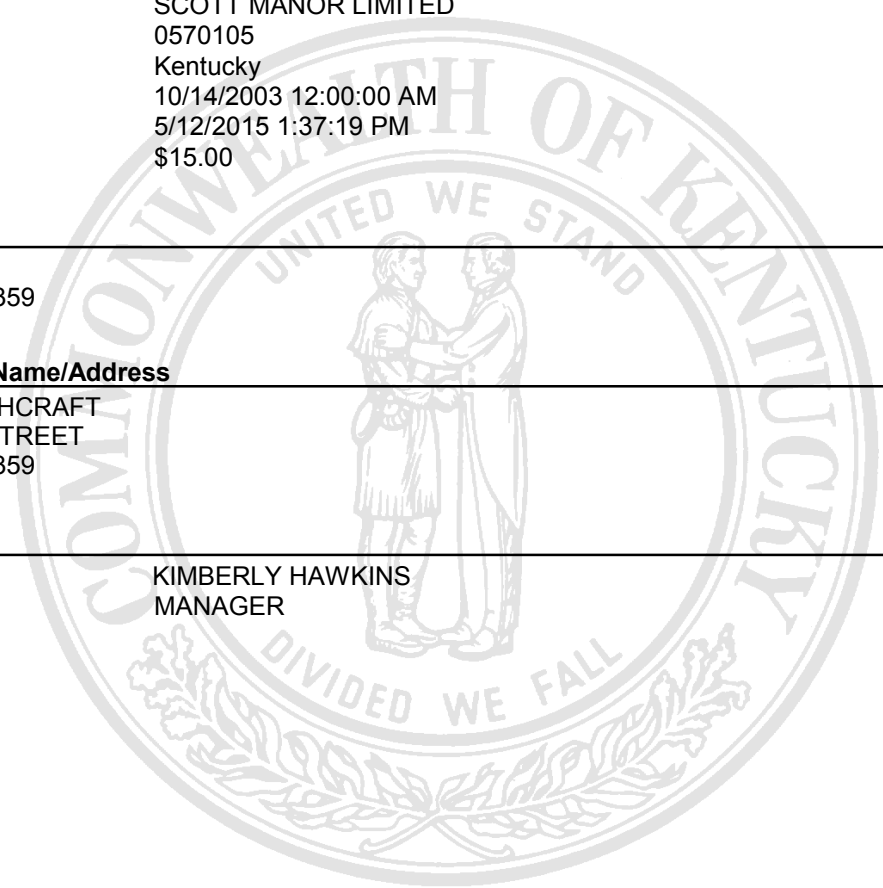 SCOTT MANOR LIMITED
0570105
Kentucky
10/14/2003 12:00:00 AM
5/12/2015 1:37:19 PM
$15.00
COMMONWEALTH OF KENTUCKY
UNITED WE STAND
359
Name/Address
HCRAFT
TREET
359
KIMBERLY HAWKINS
MANAGER
DIVIDED WE FALL